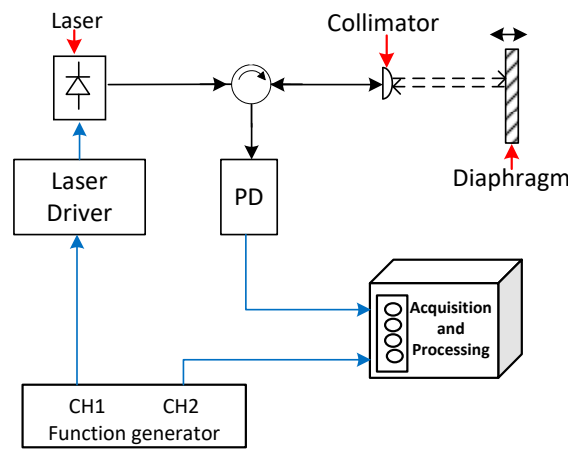 Laser
Collimator
Diaphragm
Laser
Driver
PD
Acquisition
and
Processing
CH1 CH2
Function generator